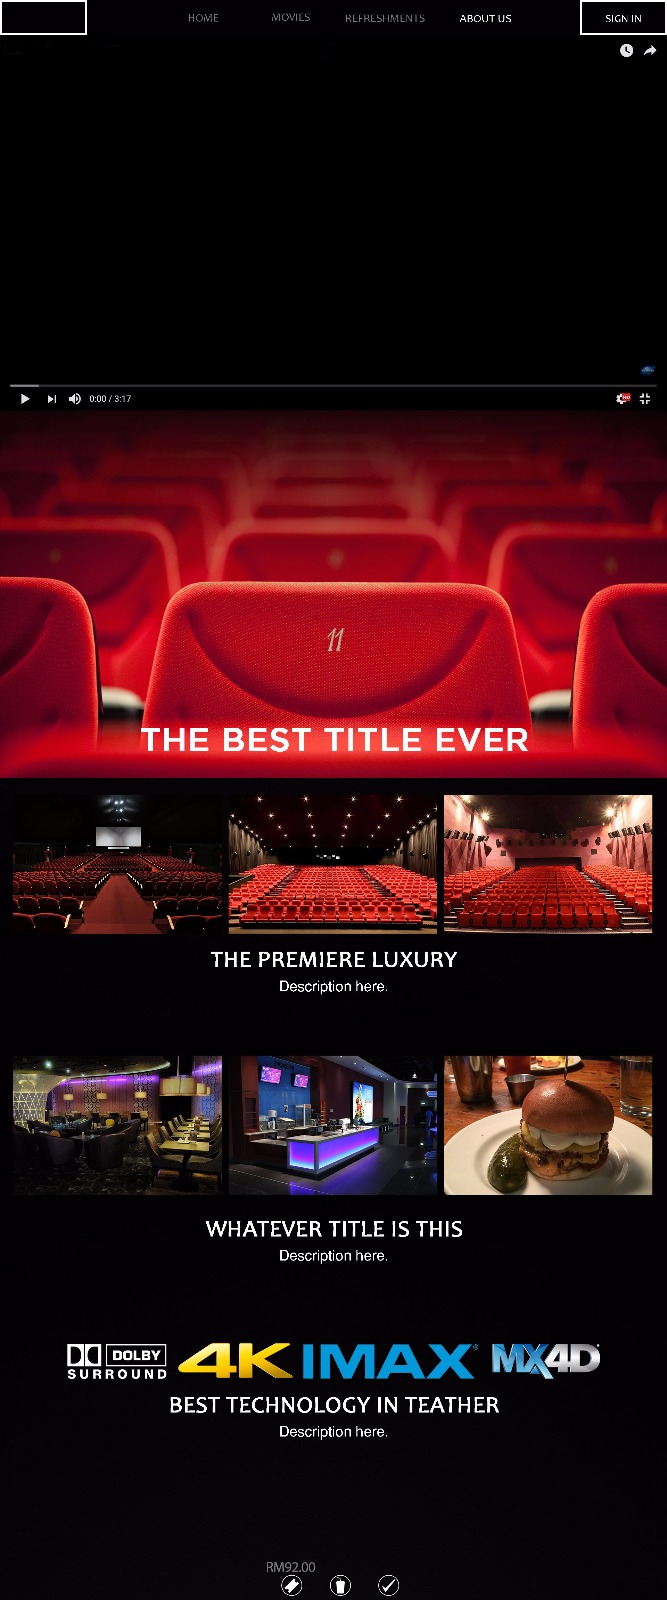 HOME MOVIES REFRESHMENTS ABOUT US SIGN IN
0:00 / 3:17 HD
11
THE BEST TITLE EVER
THE PREMIERE LUXURY
Description here.
WHATEVER TITLE IS THIS
Description here.
DOLBY SURROUND 4K IMAX® MX4D
BEST TECHNOLOGY IN TEATHER
Description here.
RM92.00